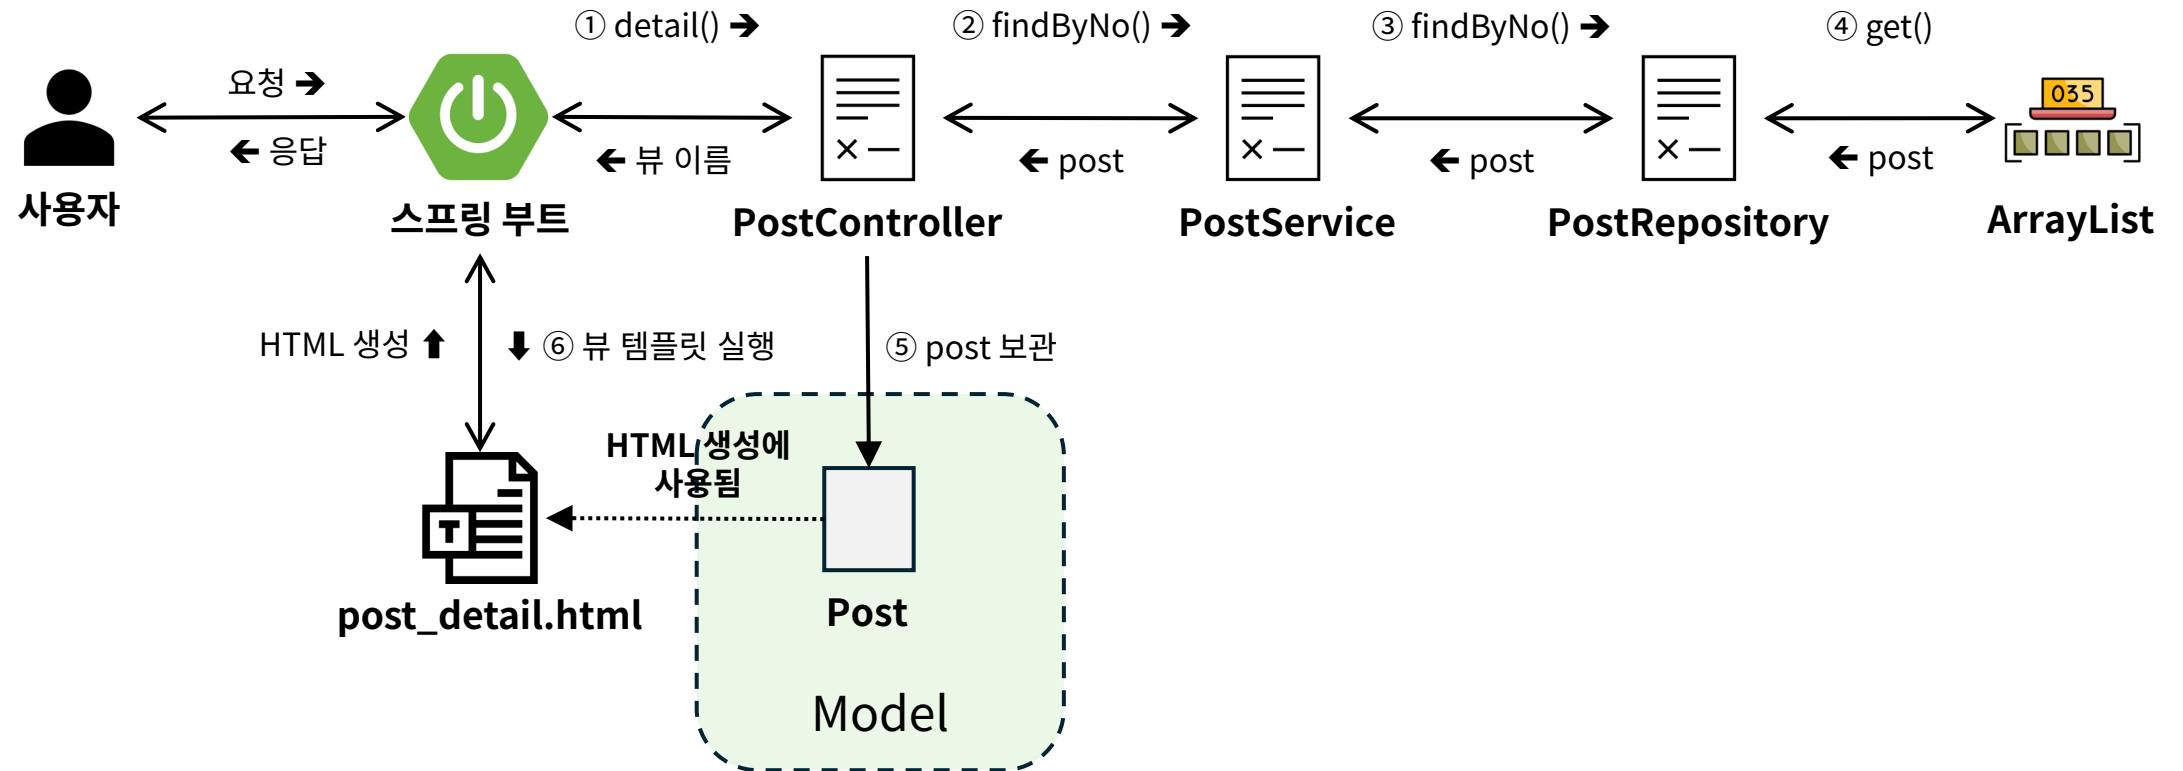 ① detail() 🡺
② findByNo() 🡺
③ findByNo() 🡺
④ get()
요청 🡺
035
🡸 응답
🡸 뷰 이름
🡸 post
🡸 post
🡸 post
사용자
스프링 부트
PostController
PostService
PostRepository
ArrayList
HTML 생성 🡹
🡻 ⑥ 뷰 템플릿 실행
⑤ post 보관
HTML 생성에
사용됨
T
post_detail.html
Post
Model